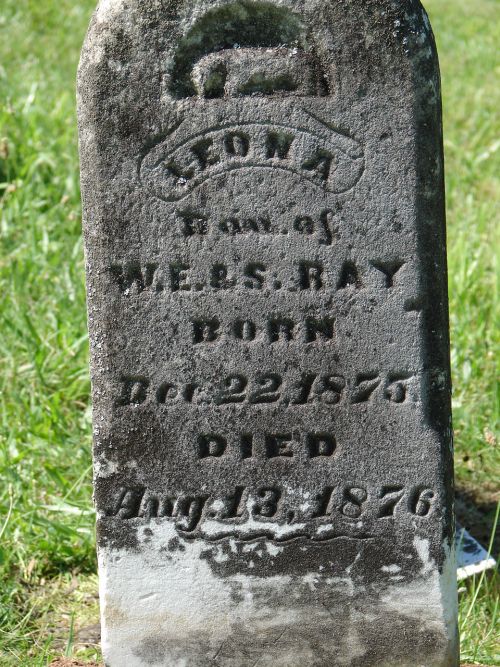 LEONA
Dau. of
W.E. & S. RAY
BORN
Dec. 22, 1875
DIED
Aug. 13, 1876